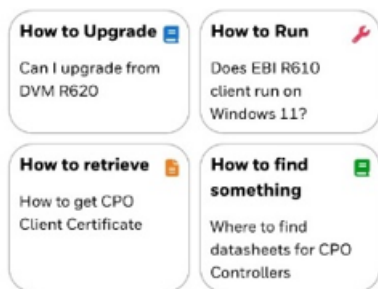 How to Upgrade
Can I upgrade from
DVM R620
How to Run
Does EBI R610
client run on
Windows 11?
How to retrieve
How to get CPO
Client Certificate
How to find
something
Where to find
datasheets for CPO
Controllers